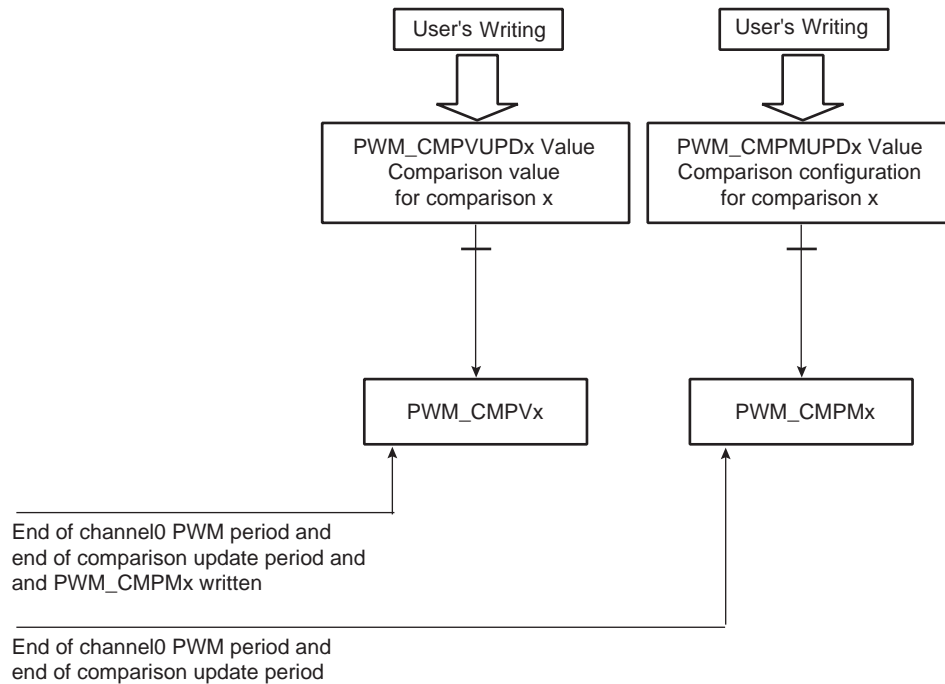 User's Writing
User's Writing
PWM_CMPVUPDx Value
Comparison value
for comparison x
PWM_CMPMUPDx Value
Comparison configuration
for comparison x
PWM_CMPVx
PWM_CMPMx
End of channel0 PWM period and
end of comparison update period and
and PWM_CMPMx written
End of channel0 PWM period and
end of comparison update period